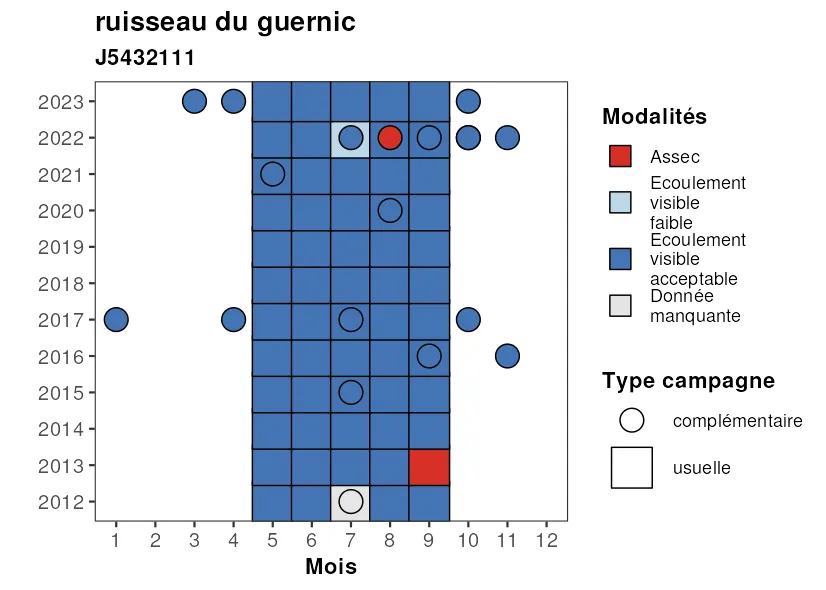 ruisseau du guernic
J5432111
2023
2022
2021
2020
2019
2018
2017
2016
2015
2014
2013
2012
1 2 3 4 5 6 7 8 9 10 11 12
Mois
Modalités
Assec
Ecoulement
visible
faible
Ecoulement
visible
acceptable
Donnée
manquante
Type campagne
complémentaire
usuelle